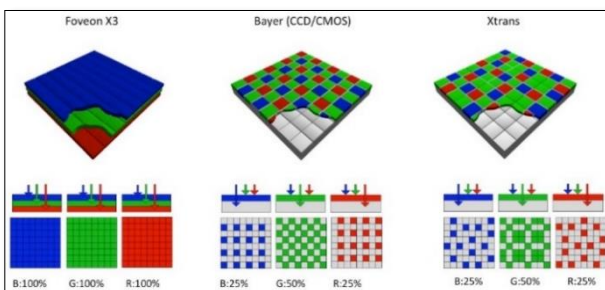 Foveon X3
Bayer (CCD/CMOS)
Xtrans
B:100% G:100% R:100%
B:25% G:50% R:25%
B:25% G:50% R:25%